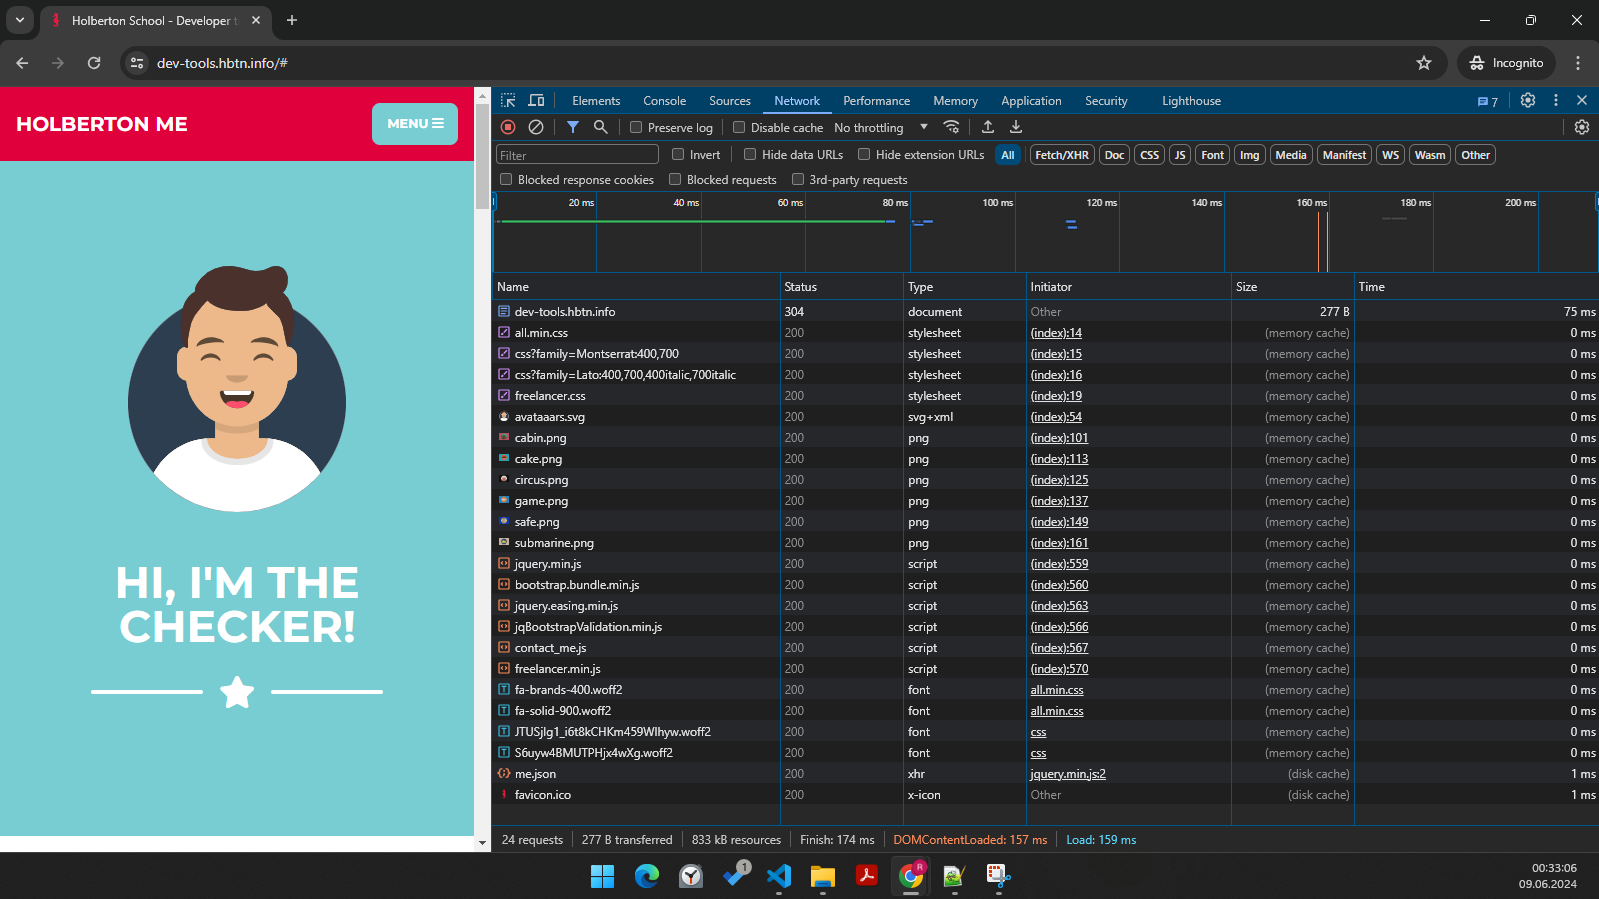 Holberton School - Developer t
dev-tools.hbtn.info/#
Incognito
HOLBERTON ME
MENU
HI, I'M THE
CHECKER!
Elements Console Sources Network Performance Memory Application Security Lighthouse 7
Preserve log Disable cache No throttling
Filter Invert Hide data URLs Hide extension URLs All Fetch/XHR Doc CSS JS Font Img Media Manifest WS Wasm Other
Blocked response cookies Blocked requests 3rd-party requests
20 ms 40 ms 60 ms 80 ms 100 ms 120 ms 140 ms 160 ms 180 ms 200 ms
Name Status Type Initiator Size Time
dev-tools.hbtn.info 304 document Other 277 B 75 ms
all.min.css 200 stylesheet (index):14 (memory cache) 0 ms
css?family=Montserrat:400,700 200 stylesheet (index):15 (memory cache) 0 ms
css?family=Lato:400,700,400italic,700italic 200 stylesheet (index):16 (memory cache) 0 ms
freelancer.css 200 stylesheet (index):19 (memory cache) 0 ms
avataaars.svg 200 svg+xml (index):54 (memory cache) 0 ms
cabin.png 200 png (index):101 (memory cache) 0 ms
cake.png 200 png (index):113 (memory cache) 0 ms
circus.png 200 png (index):125 (memory cache) 0 ms
game.png 200 png (index):137 (memory cache) 0 ms
safe.png 200 png (index):149 (memory cache) 0 ms
submarine.png 200 png (index):161 (memory cache) 0 ms
jquery.min.js 200 script (index):559 (memory cache) 0 ms
bootstrap.bundle.min.js 200 script (index):560 (memory cache) 0 ms
jquery.easing.min.js 200 script (index):563 (memory cache) 0 ms
jqBootstrapValidation.min.js 200 script (index):566 (memory cache) 0 ms
contact_me.js 200 script (index):567 (memory cache) 0 ms
freelancer.min.js 200 script (index):570 (memory cache) 0 ms
fa-brands-400.woff2 200 font all.min.css (memory cache) 0 ms
fa-solid-900.woff2 200 font all.min.css (memory cache) 0 ms
JTUSjIg1_i6t8kCHKm459Wlhyw.woff2 200 font css (memory cache) 0 ms
S6uyw4BMUTPHjx4wXg.woff2 200 font css (memory cache) 0 ms
me.json 200 xhr jquery.min.js:2 (disk cache) 1 ms
favicon.ico 200 x-icon Other (disk cache) 1 ms
24 requests 277 B transferred 833 kB resources Finish: 174 ms DOMContentLoaded: 157 ms Load: 159 ms
1
R
00:33:06
09.06.2024